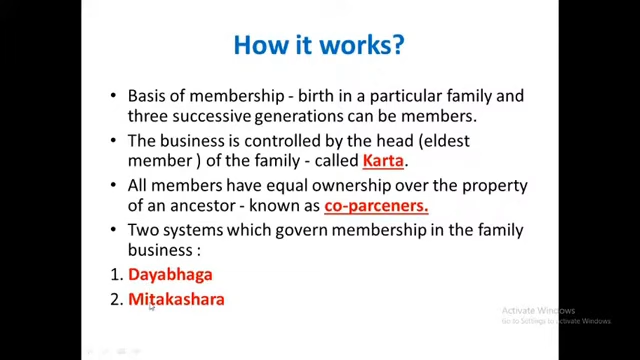 How it works?
• Basis of membership - birth in a particular family and
three successive generations can be members.
• The business is controlled by the head (eldest
member ) of the family - called Karta.
• All members have equal ownership over the property
of an ancestor - known as co-parceners.
• Two systems which govern membership in the family
business :
1. Dayabhaga
2. Mitakashara
Activate Windows
Go to Settings to activate Windows.